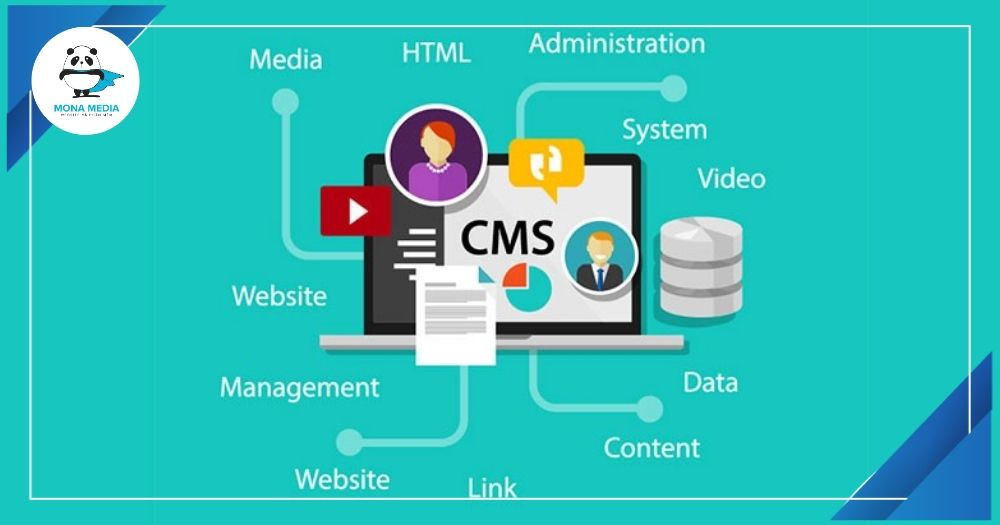 MONA MEDIA
Media
HTML
Administration
System
Video
CMS
Website
Management
Data
Content
Website
Link